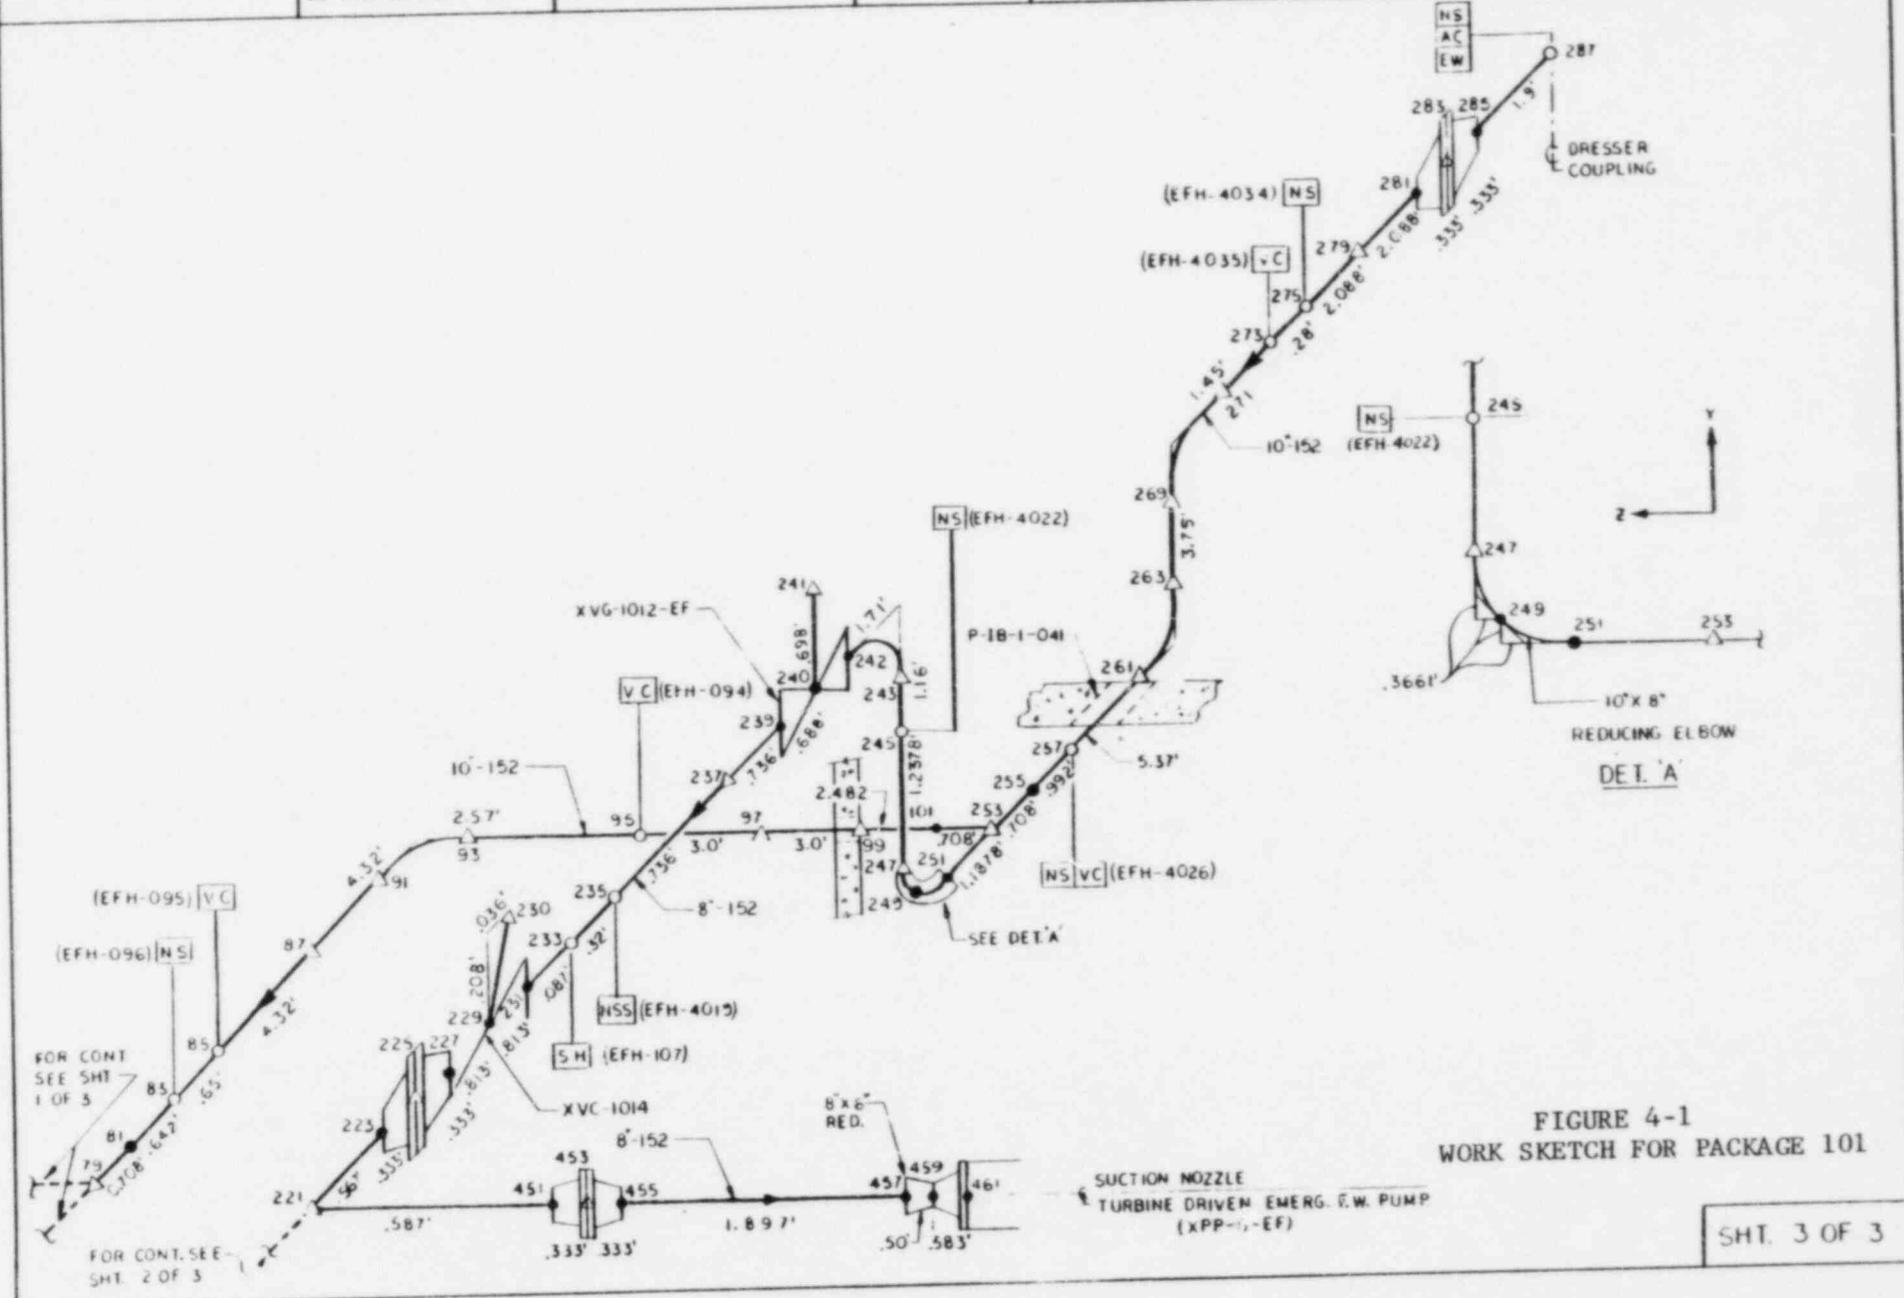 NS
AC
EW
287
1.9'
283
285
DRESSER
COUPLING
.333'
.333'
281
(EFH-4034) NS
279
2.088'
(EFH-4035) VC
275
2.088'
273
.28'
1.45'
271
10"-152
NS
(EFH-4022)
245
Y
Z
247
249
251
253
.3661'
10" X 8"
REDUCING ELBOW
DET. 'A'
269
3.75'
263
NS (EFH-4022)
241
XVG-1012-EF
1.71'
.698'
P-IB-1-041
261
242
240
243
1.16'
VC (EFH-094)
239
.688'
245
257
5.37'
10"-152
237
.736'
2.482
1.2378'
255
.992'
2.57'
95
97
101
253
.708'
93
3.0'
3.0'
99
.708'
4.32'
91
.736'
247
251
1.1878'
NS VC (EFH-4026)
(EFH-095) VC
235
8"-152
249
SEE DET. 'A'
.036'
230
87
233
.32'
(EFH-096) NS
.208'
231
.087'
NSS (EFH-4019)
229
4.32'
.813'
SH (EFH-107)
225
227
85
.813'
FOR CONT
SEE SHT
1 OF 3
83
.65'
.333'
XVC-1014
8" X 6"
RED.
81
.642'
223
.333'
8"-152
79
0.708'
453
459
FIGURE 4-1
WORK SKETCH FOR PACKAGE 101
221
451
455
457
461
SUCTION NOZZLE
TURBINE DRIVEN EMERG. F.W. PUMP
.587'
1.897'
.333'
.333'
.50'
.583'
FOR CONT. SEE
SHT. 2 OF 3
SHT. 3 OF 3